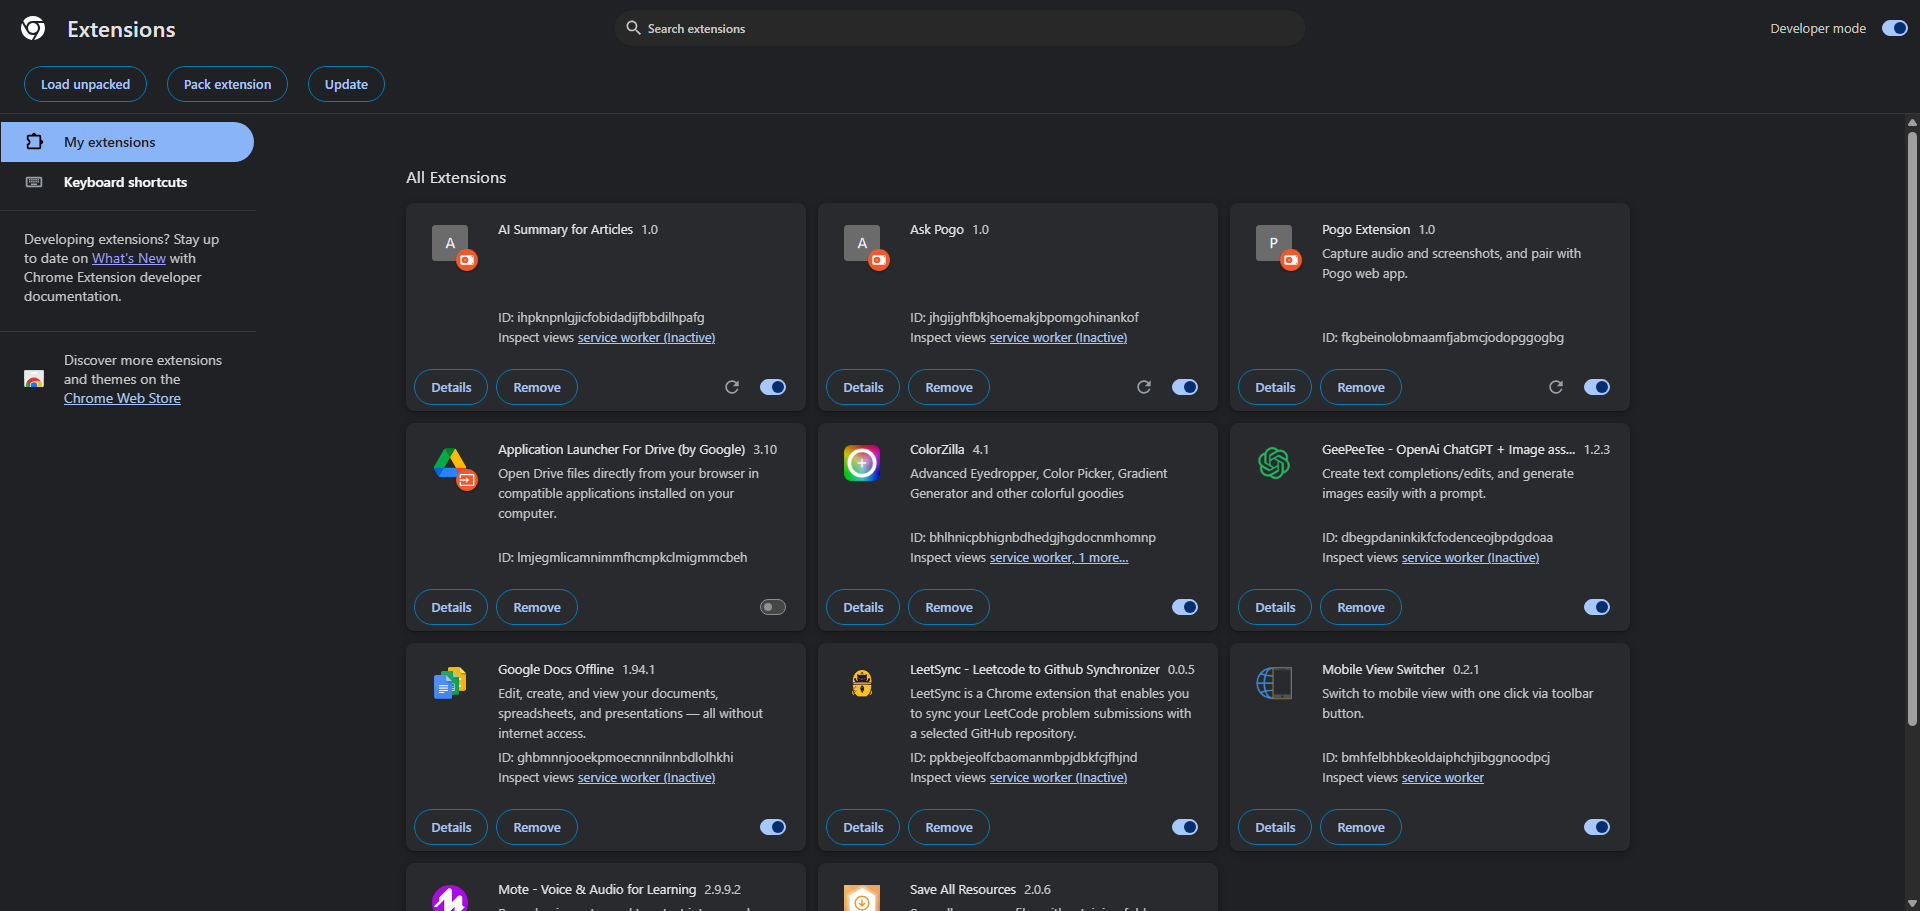 Extensions
Search extensions
Developer mode
Load unpacked
Pack extension
Update
My extensions
Keyboard shortcuts
Developing extensions? Stay up
to date on What's New with
Chrome Extension developer
documentation.
Discover more extensions
and themes on the
Chrome Web Store
All Extensions
A
AI Summary for Articles 1.0
ID: ihpknpnlgjicfobidadijfbbdilhpafg
Inspect views service worker (Inactive)
Details
Remove
A
Ask Pogo 1.0
ID: jhgijghfbkjhoemakjbpomgohinankof
Inspect views service worker (Inactive)
Details
Remove
P
Pogo Extension 1.0
Capture audio and screenshots, and pair with
Pogo web app.
ID: fkgbeinolobmaamfjabmcjodopggogbg
Details
Remove
Application Launcher For Drive (by Google) 3.10
Open Drive files directly from your browser in
compatible applications installed on your
computer.
ID: lmjegmlicamnimmfhcmpkclmigmmcbeh
Details
Remove
ColorZilla 4.1
Advanced Eyedropper, Color Picker, Gradient
Generator and other colorful goodies
ID: bhlhnicpbhignbdhedgjhgdocnmhomnp
Inspect views service worker, 1 more...
Details
Remove
GeePeeTee - OpenAi ChatGPT + Image ass... 1.2.3
Create text completions/edits, and generate
images easily with a prompt.
ID: dbegpdaninkikfcfodenceojbpdgdoaa
Inspect views service worker (Inactive)
Details
Remove
Google Docs Offline 1.94.1
Edit, create, and view your documents,
spreadsheets, and presentations — all without
internet access.
ID: ghbmnnjooekpmoecnnnilnnbdlolhkhi
Inspect views service worker (Inactive)
Details
Remove
LeetSync - Leetcode to Github Synchronizer 0.0.5
LeetSync is a Chrome extension that enables you
to sync your LeetCode problem submissions with
a selected GitHub repository.
ID: ppkbejeolfcbaomanmbpjdbkfcjfhjnd
Inspect views service worker (Inactive)
Details
Remove
Mobile View Switcher 0.2.1
Switch to mobile view with one click via toolbar
button.
ID: bmhfelbhbkeoldaiphchjibggnoodpcj
Inspect views service worker
Details
Remove
Mote - Voice & Audio for Learning 2.9.9.2
Save All Resources 2.0.6